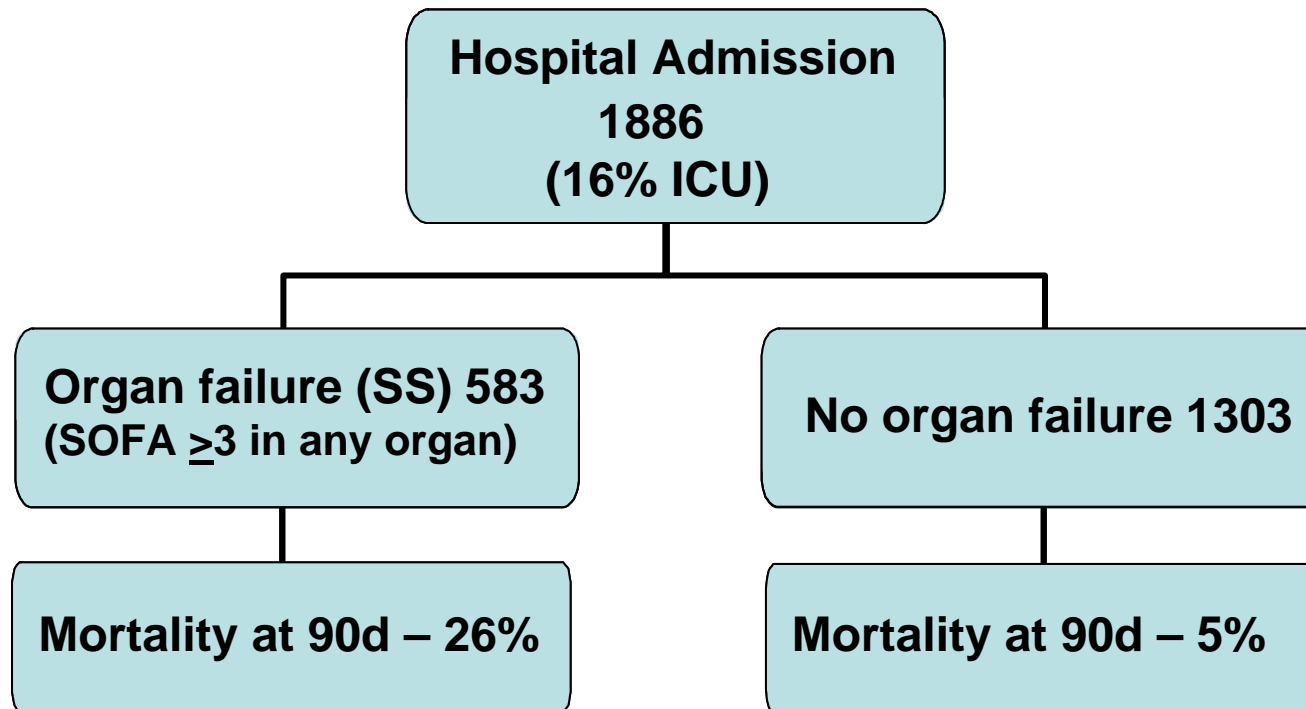 Hospital Admission
1886
(16% ICU)
Organ failure (SS) 583
(SOFA ≥3 in any organ)
No organ failure 1303
Mortality at 90d – 26%
Mortality at 90d – 5%